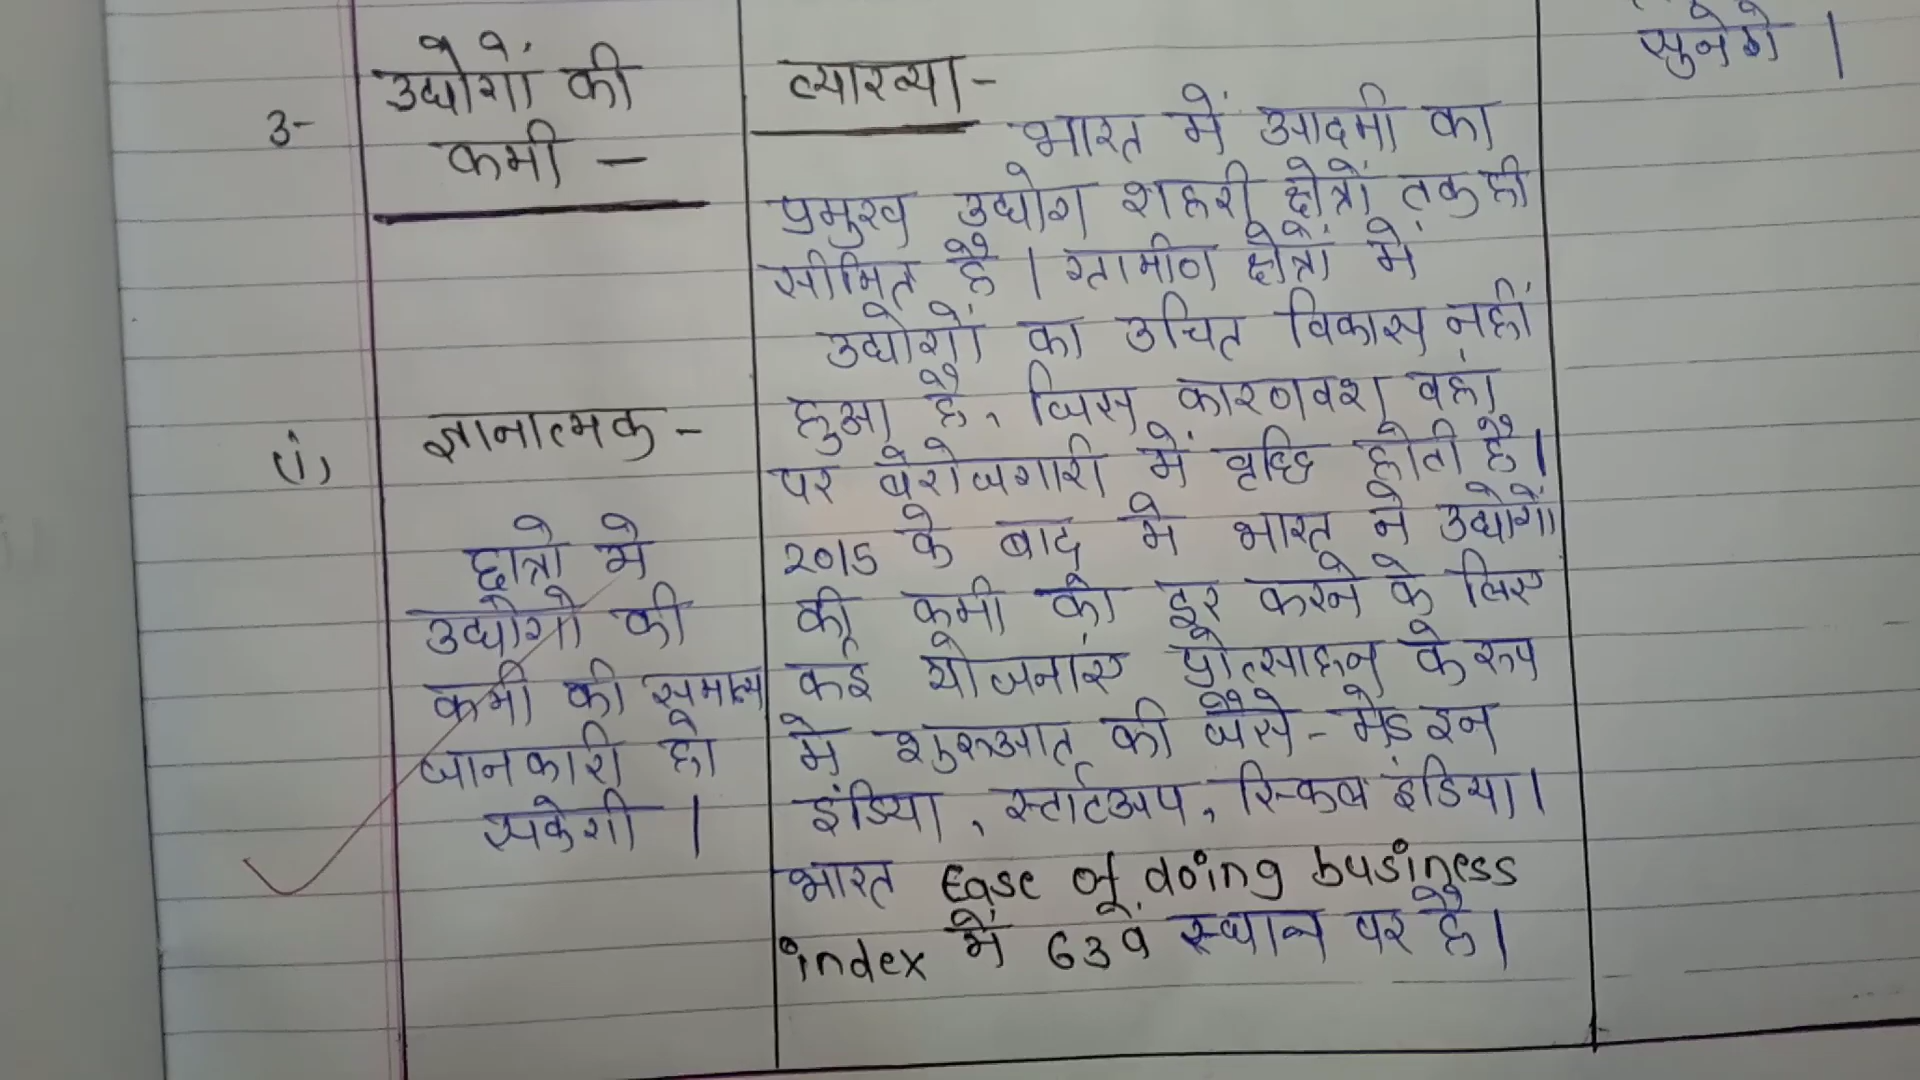 3-
उद्योगों की
कमी -
(i)
ज्ञानात्मक -
छात्रो मे
उद्योगो की
कमी की समान्य
जानकारी हो
सकेगी ।
व्याख्या -
भारत में आदमी का
प्रमुख उद्योग शहरी क्षेत्रों तक ही
सीमित है । ग्रामीण क्षेत्रों में
उद्योगों का उचित विकास नहीं
हुआ है, जिस कारणवश वहां
पर बेरोजगारी में वृद्धि होती है।
2015 के बाद मे भारत ने उद्योगों
की कमी को दूर करने के लिए
कई योजनाएं प्रोत्साहन के रूप
मे शुरुआत की जैसे - मेड इन
इंडिया, स्टार्टअप, स्किल इंडिया।
भारत Ease of doing business
index में 63वें स्थान पर है।
सुनेगे ।